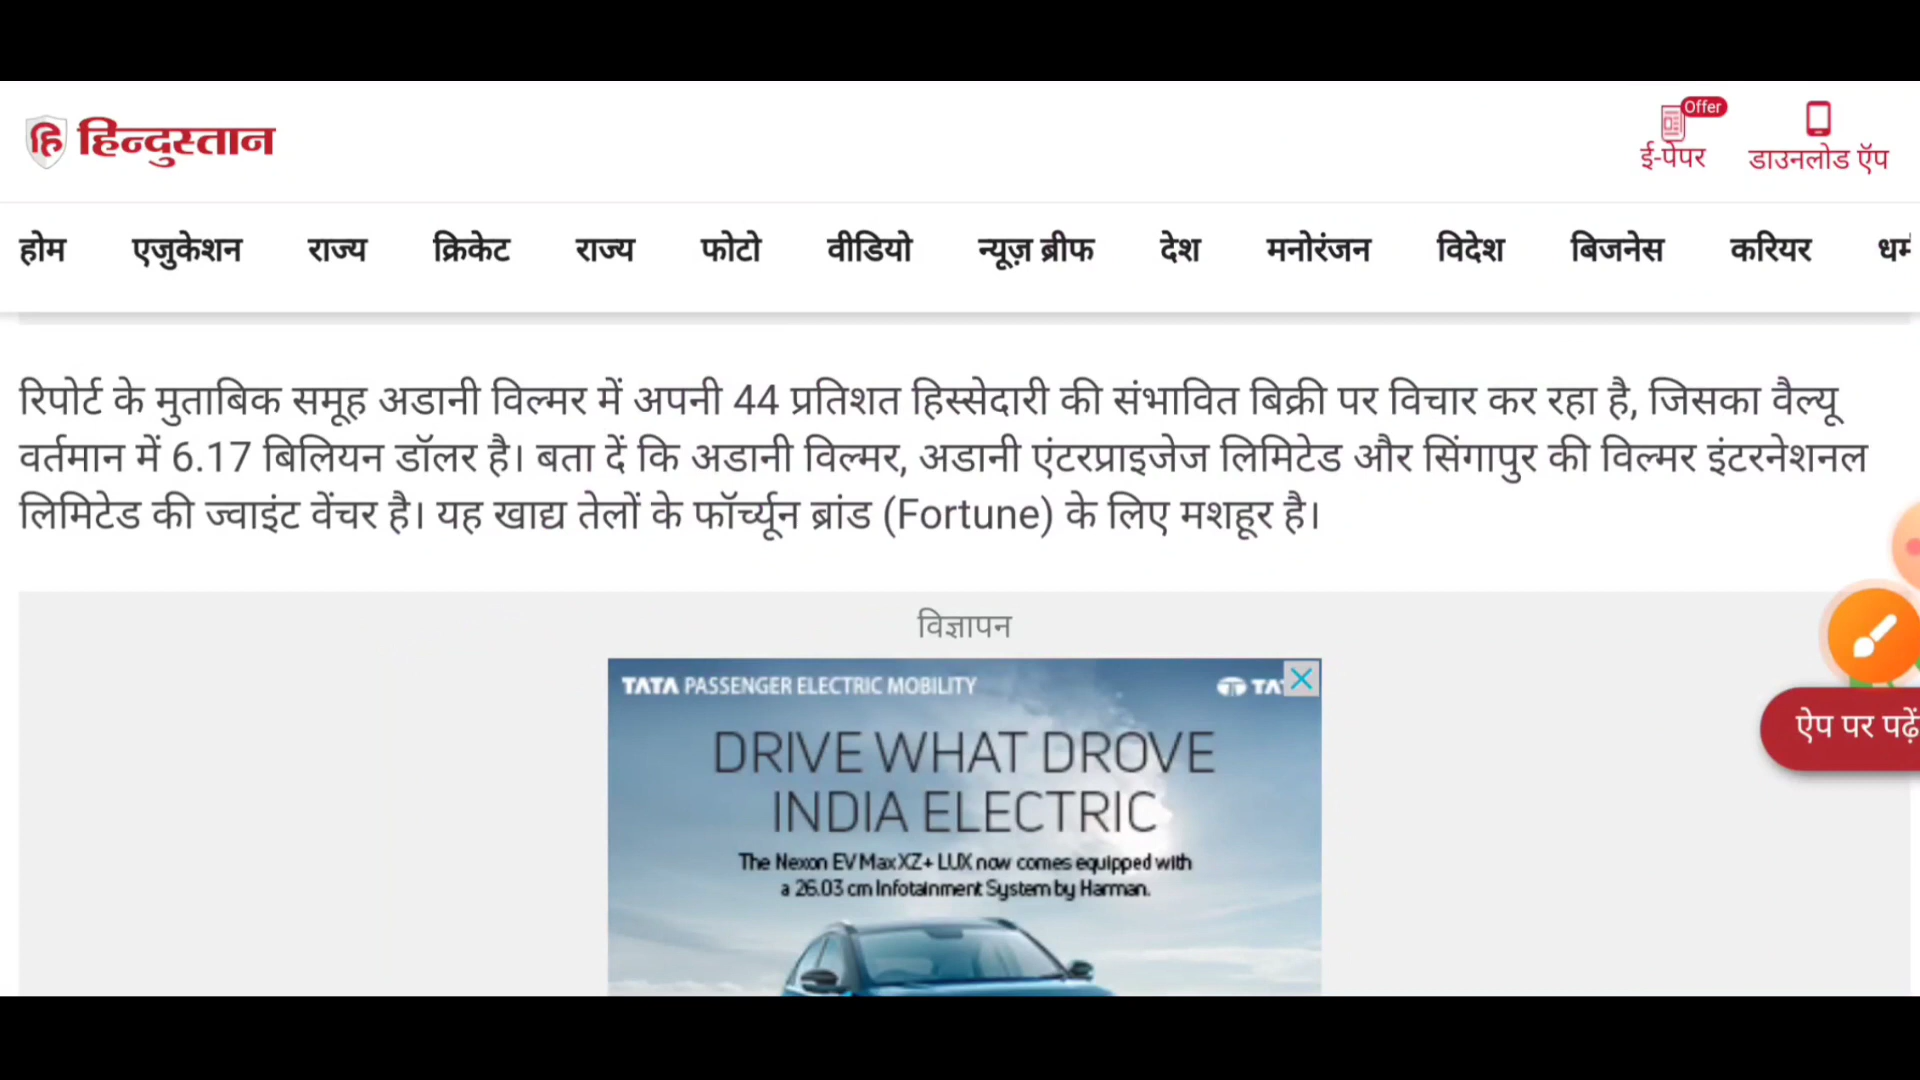 हि हिन्दुस्तान
Offer
ई-पेपर
डाउनलोड ऍप
होम एजुकेशन राज्य क्रिकेट राज्य फोटो वीडियो न्यूज़ ब्रीफ देश मनोरंजन विदेश बिजनेस करियर
रिपोर्ट के मुताबिक समूह अडानी विल्मर में अपनी 44 प्रतिशत हिस्सेदारी की संभावित बिक्री पर विचार कर रहा है, जिसका वैल्यू
वर्तमान में 6.17 बिलियन डॉलर है। बता दें कि अडानी विल्मर, अडानी एंटरप्राइजेज लिमिटेड और सिंगापुर की विल्मर इंटरनेशनल
लिमिटेड की ज्वाइंट वेंचर है। यह खाद्य तेलों के फॉर्च्यून ब्रांड (Fortune) के लिए मशहूर है।
विज्ञापन
TATA PASSENGER ELECTRIC MOBILITY
DRIVE WHAT DROVE
INDIA ELECTRIC
The Nexon EV Max XZ+ LUX now comes equipped with
a 26.03 cm Infotainment System by Harman.
ऐप पर पढ़ें